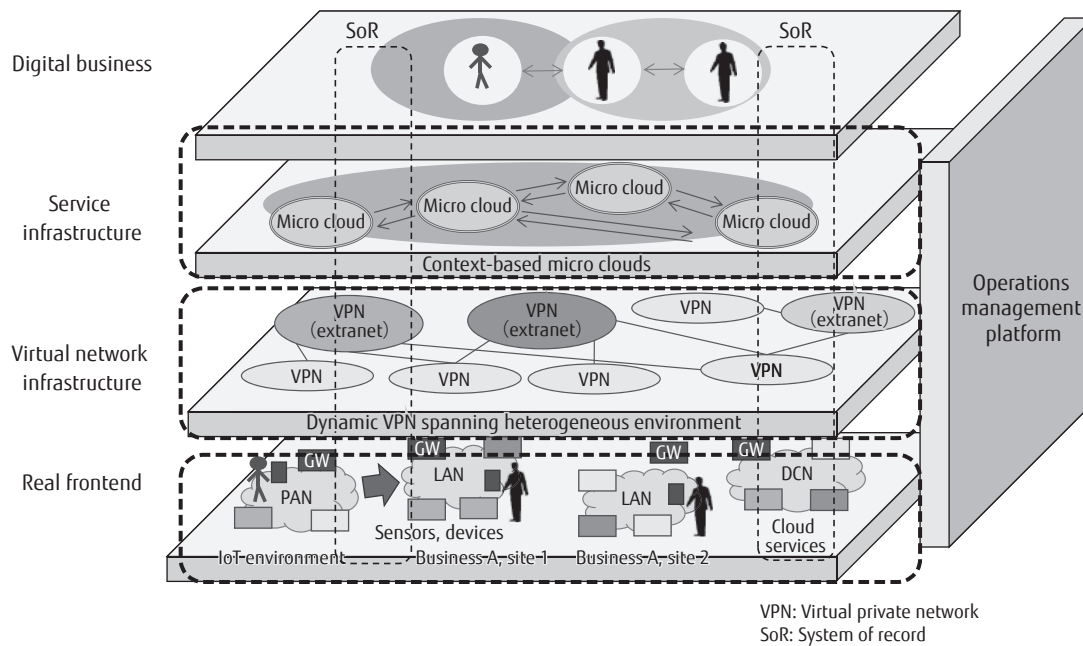 SoR
SoR
Digital business
Micro cloud
Micro cloud
Micro cloud
Micro cloud
Service
infrastructure
Context-based micro clouds
Operations
management
platform
VPN
(extranet)
VPN
(extranet)
VPN
VPN
(extranet)
Virtual network
infrastructure
VPN
VPN
VPN
VPN
Dynamic VPN spanning heterogeneous environment
Real frontend
GW
GW
GW
GW
PAN
LAN
LAN
DCN
Sensors, devices
Cloud
services
IoT environment
Business A, site 1
Business A, site 2
VPN: Virtual private network
SoR: System of record